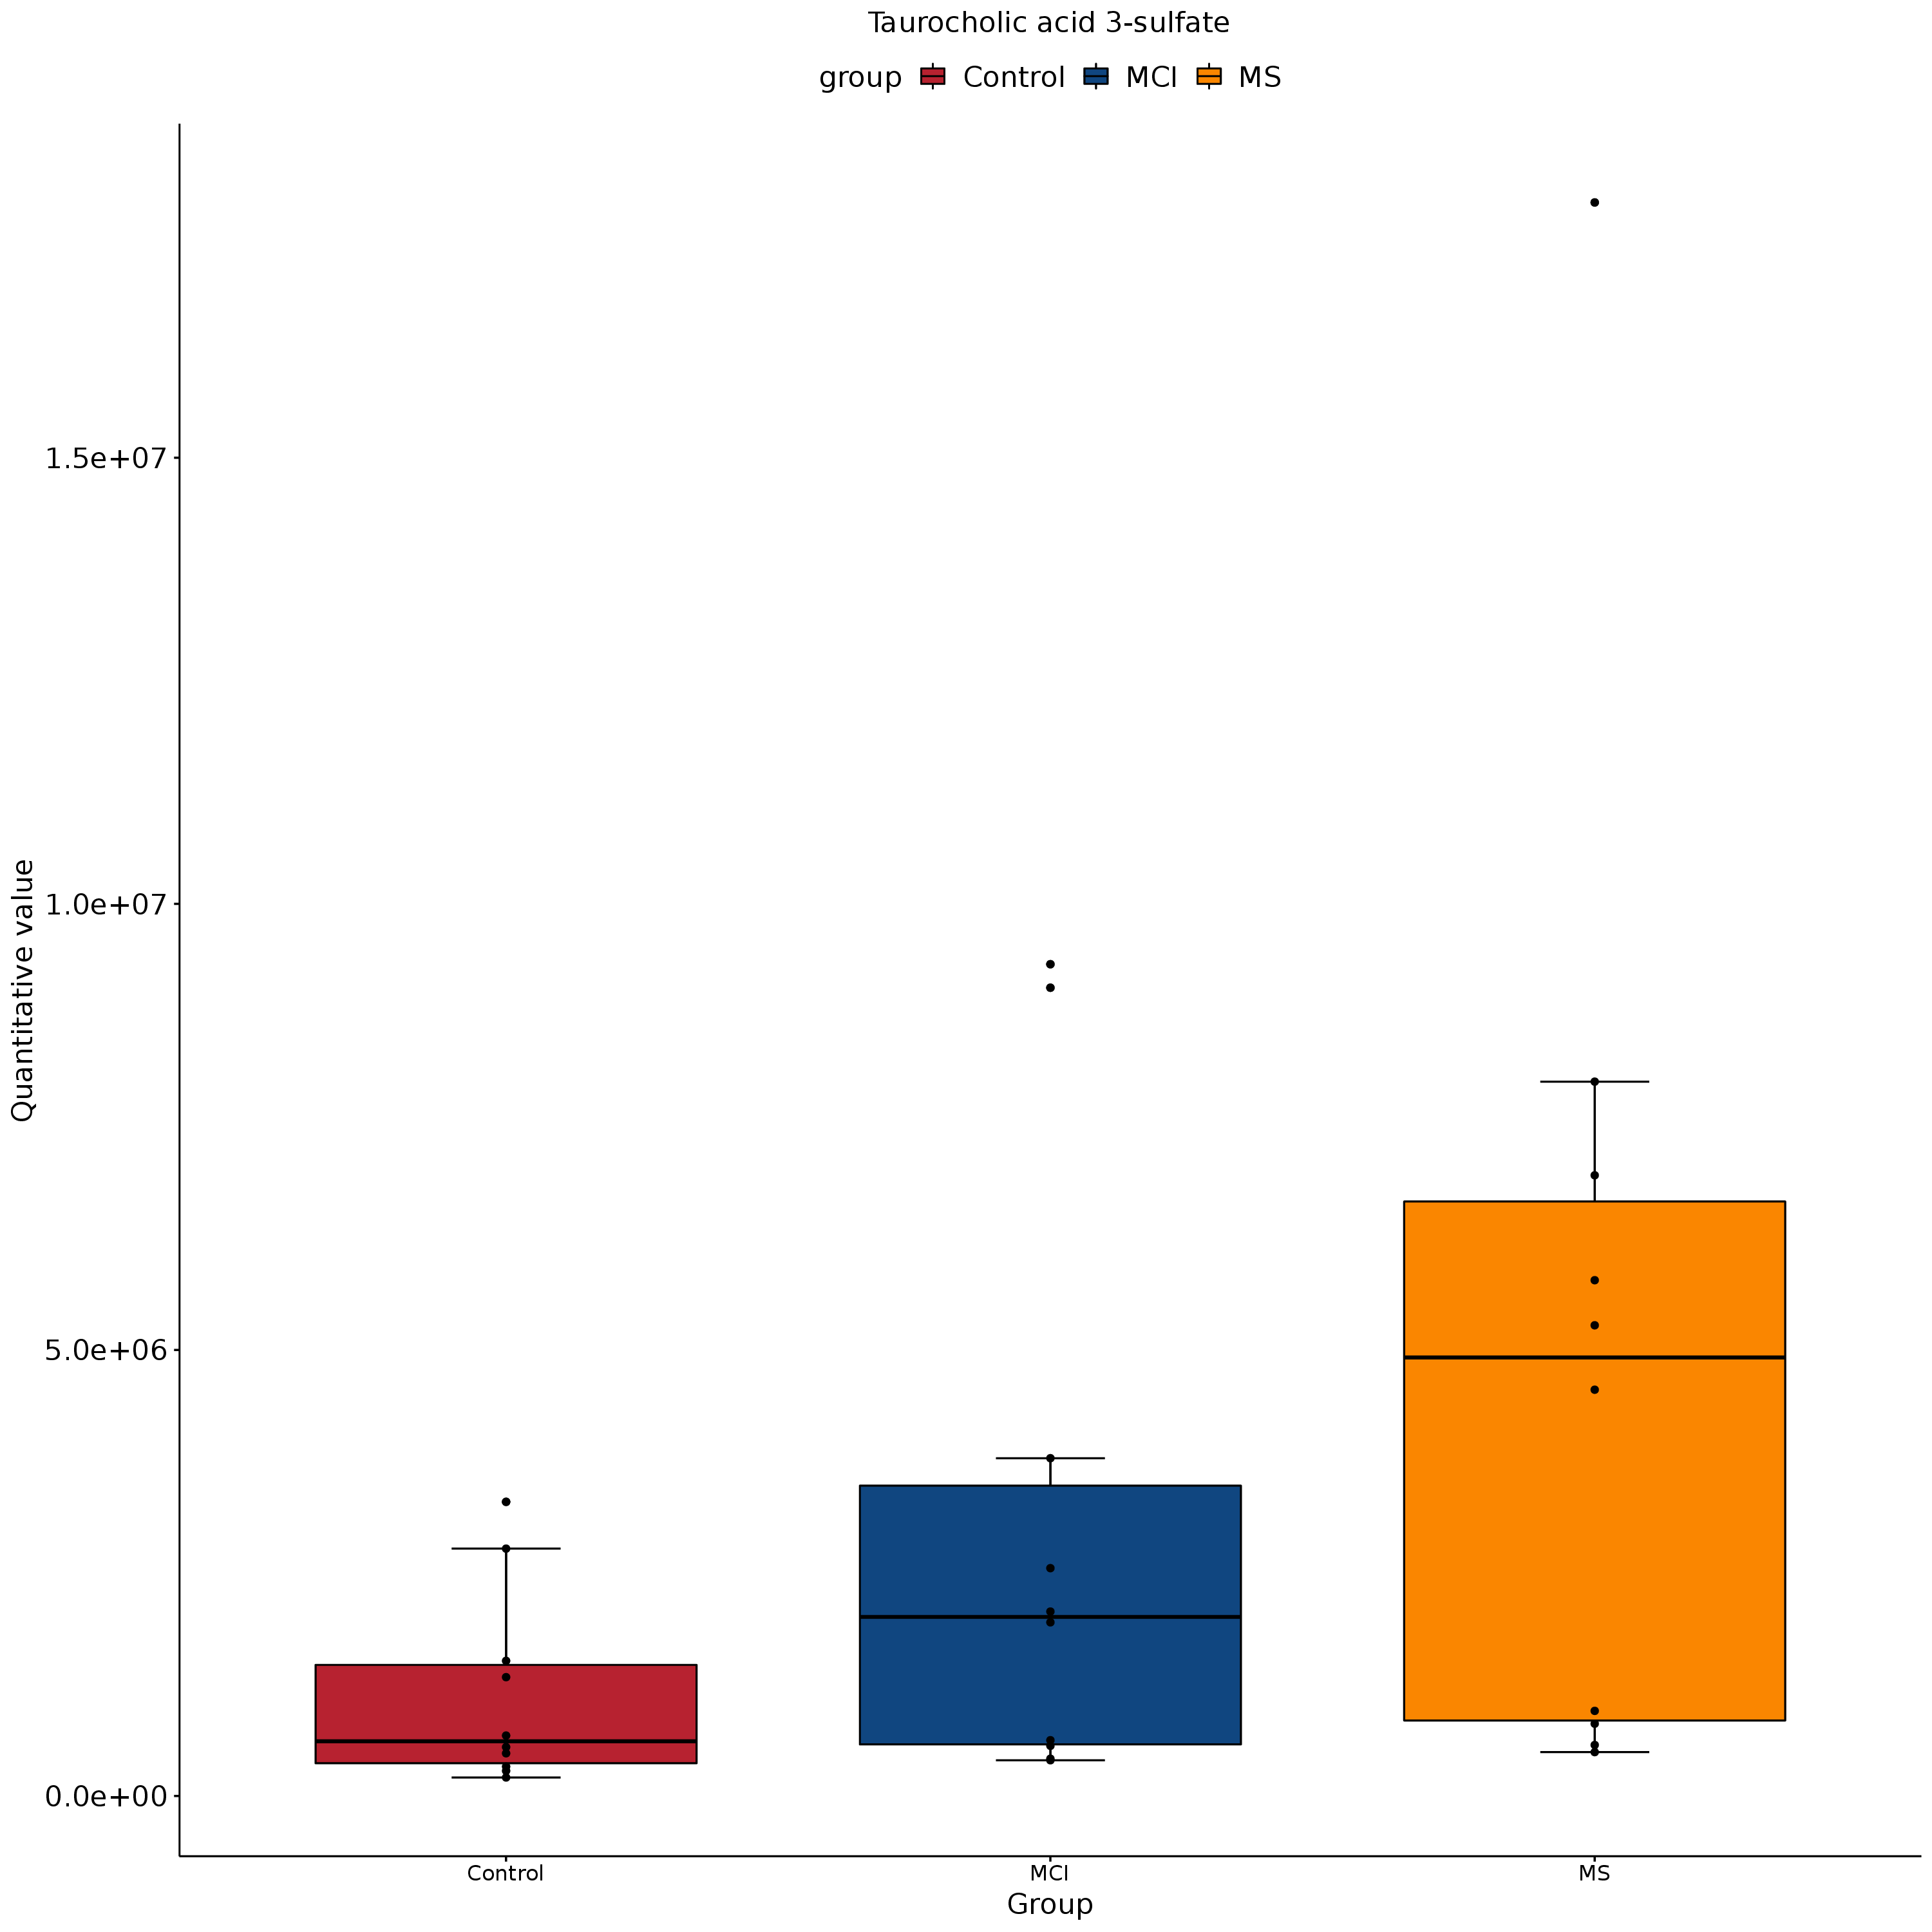 Taurocholic acid 3-sulfate
group Control MCI MS
Quantitative value
1.5e+07
1.0e+07
5.0e+06
0.0e+00
Control MCI MS
Group